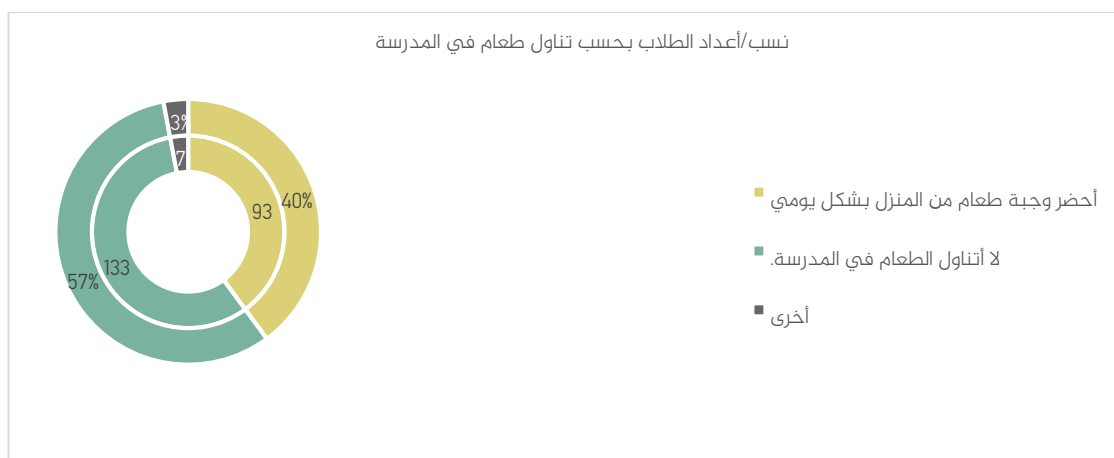 نسب/أعداد الطلاب بحسب تناول طعام في المدرسة
3%
7
93
40%
133
57%
أحضر وجبة طعام من المنزل بشكل يومي
لا أتناول الطعام في المدرسة.
أخرى